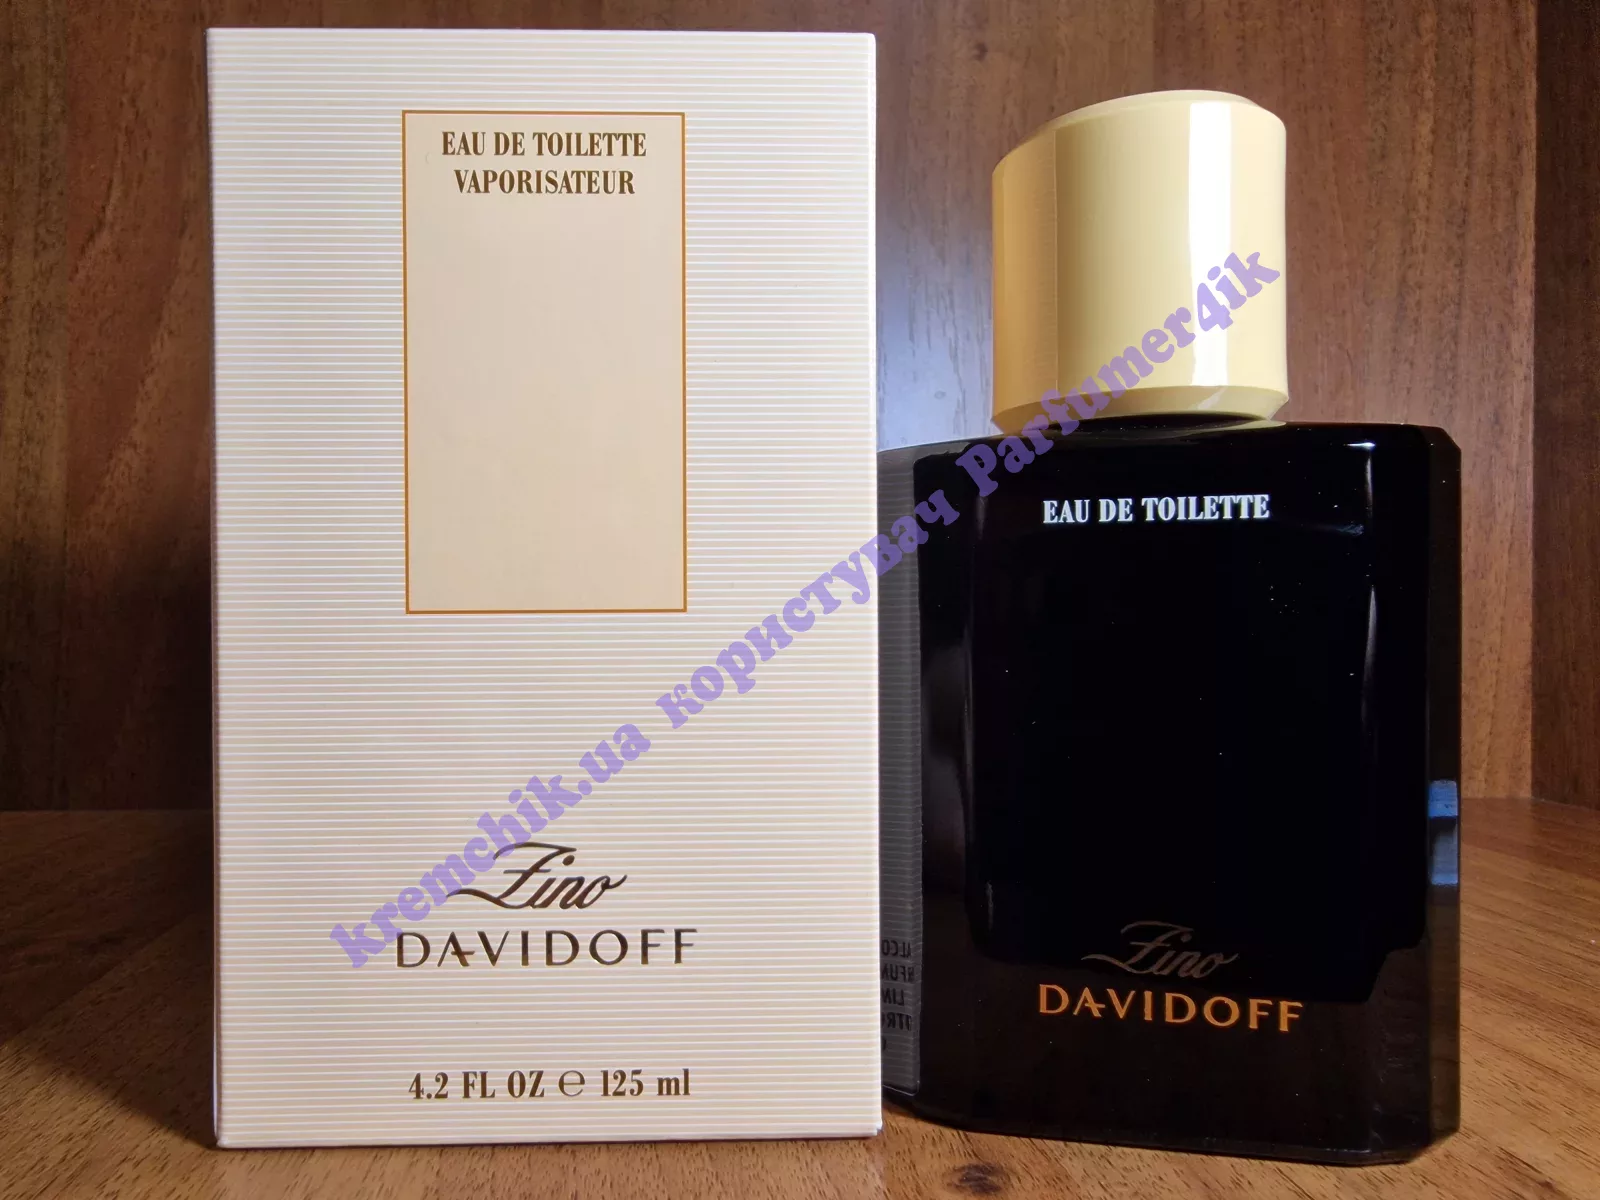 EAU DE TOILETTE
VAPORISATEUR
Zino
DAVIDOFF
4.2 FL OZ ℮ 125 ml
EAU DE TOILETTE
Zino
DAVIDOFF
kremchik.ua користувач Parfumer4ik